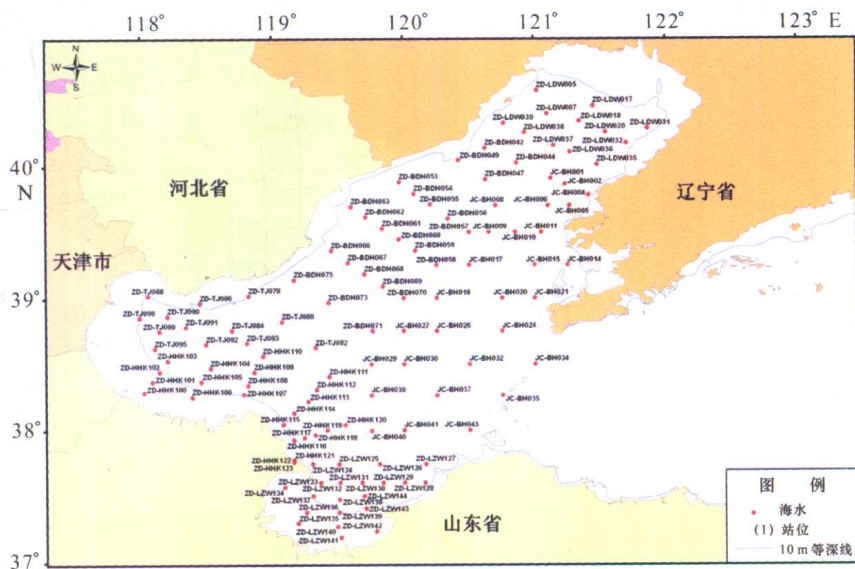 118° 119° 120° 121° 122° 123° E
N
W E
S
ZD-LDW005
ZD-LDW017
ZD-LDW007
ZD-LDW039
ZD-LDW018
ZD-LDW038
ZD-LDW020
ZD-LDW031
ZD-BDH042
ZD-LDW037
ZD-LDW032
ZD-LDW036
ZD-BDH049
ZD-BDH044
ZD-LDW035
40°
N
ZD-BDH053
ZD-BDH047
JC-BH001
JC-BH002
ZD-BDH054
JC-BH004
河北省
辽宁省
ZD-BDH063
ZD-BDH055
JC-BH008
JC-BH006
JC-BH005
ZD-BDH062
ZD-BDH056
ZD-BDH061
ZD-BDH057
JC-BH009
JC-BH011
ZD-BDH060
JC-BH010
ZD-BDH066
ZD-BDH059
天津市
ZD-BDH067
ZD-BDH058
JC-BH017
JC-BH015
JC-BH014
ZD-BDH068
ZD-BDH075
ZD-BDH069
39°
ZD-TJ088
ZD-TJ086
ZD-TJ078
ZD-BDH073
ZD-BDH070
JC-BH018
JC-BH020
JC-BH021
ZD-TJ098
ZD-TJ090
ZD-TJ080
ZD-TJ099
ZD-TJ091
ZD-TJ084
ZD-BDH071
JC-BH027
JC-BH026
JC-BH024
ZD-TJ095
ZD-TJ092
ZD-TJ083
ZD-TJ082
ZD-HHK103
ZD-HHK110
ZD-HHK102
ZD-HHK104
ZD-HHK109
JC-BH029
JC-BH030
JC-BH032
JC-BH034
ZD-HHK101
ZD-HHK105
ZD-HHK108
ZD-HHK111
ZD-HHK100
ZD-HHK106
ZD-HHK107
ZD-HHK112
ZD-HHK113
JC-BH039
JC-BH037
JC-BH035
ZD-HHK114
38°
ZD-HHK115
ZD-HHK119
ZD-HHK120
JC-BH041
JC-BH043
ZD-HHK117
ZD-HHK118
JC-BH040
ZD-HHK116
ZD-HHK121
ZD-HHK122
ZD-HHK123
ZD-LZW124
ZD-LZW125
ZD-LZW126
ZD-LZW127
ZD-LZW133
ZD-LZW131
ZD-LZW129
ZD-LZW134
ZD-LZW132
ZD-LZW130
ZD-LZW128
ZD-LZW137
ZD-LZW138
ZD-LZW144
ZD-LZW136
ZD-LZW143
ZD-LZW135
ZD-LZW139
ZD-LZW140
ZD-LZW142
山东省
ZD-LZW141
37°
图 例
海水
(1) 站位
10 m 等深线